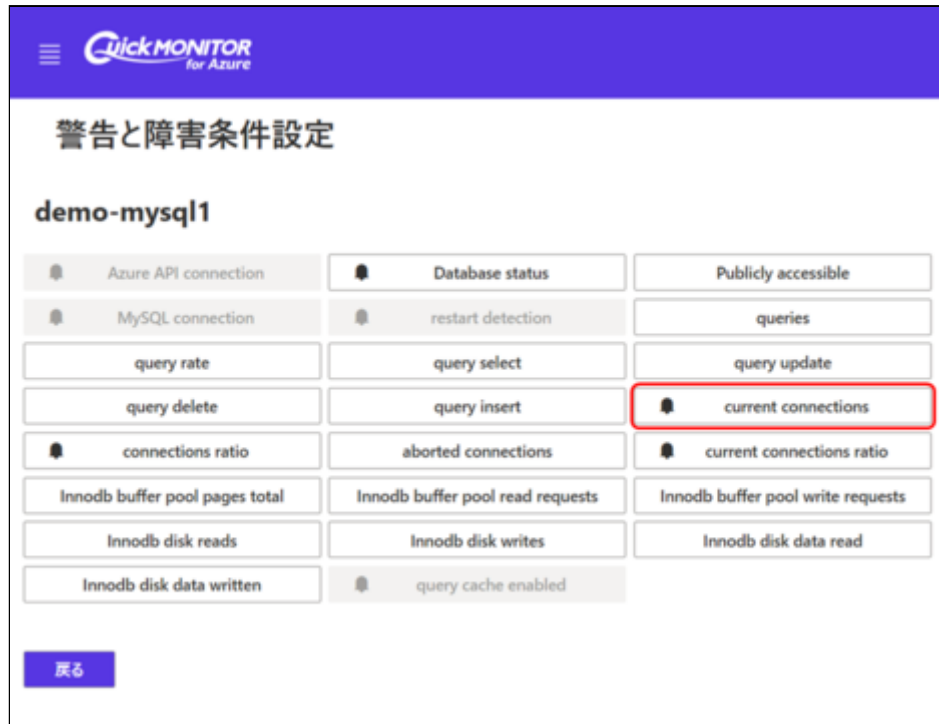 Quick MONITOR
for Azure
警告と障害条件設定
demo-mysql1
Azure API connection Database status Publicly accessible
MySQL connection restart detection queries
query rate query select query update
query delete query insert current connections
connections ratio aborted connections current connections ratio
Innodb buffer pool pages total Innodb buffer pool read requests Innodb buffer pool write requests
Innodb disk reads Innodb disk writes Innodb disk data read
Innodb disk data written query cache enabled
戻る